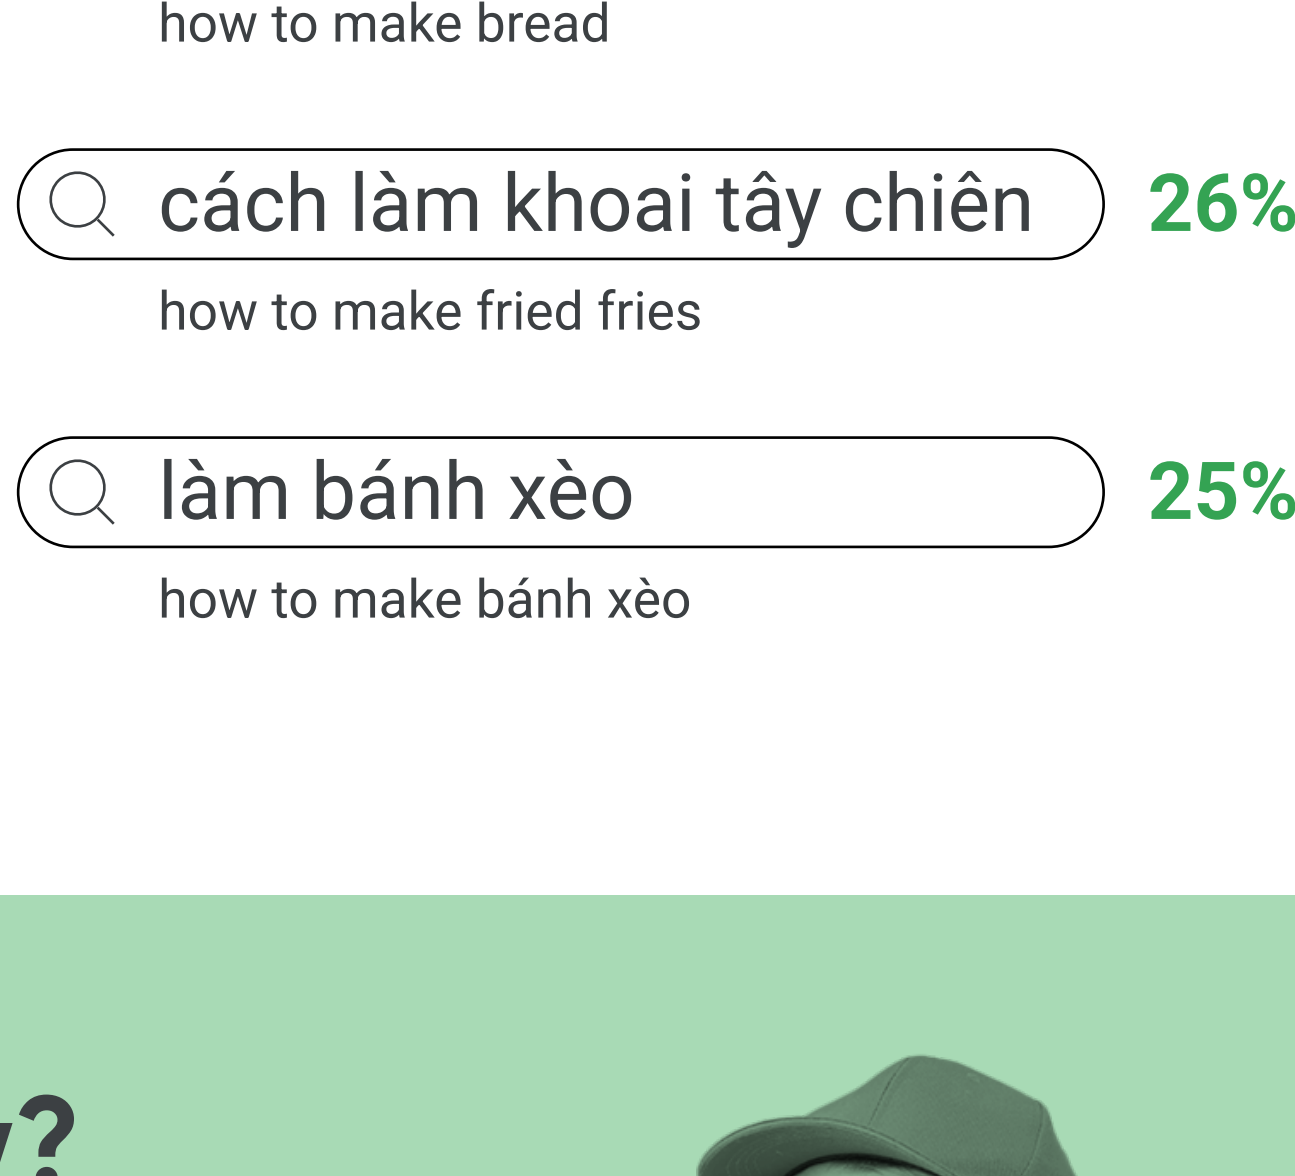 how to make bread
cách làm khoai tây chiên
26%
how to make fried fries
làm bánh xèo
25%
how to make bánh xèo
?